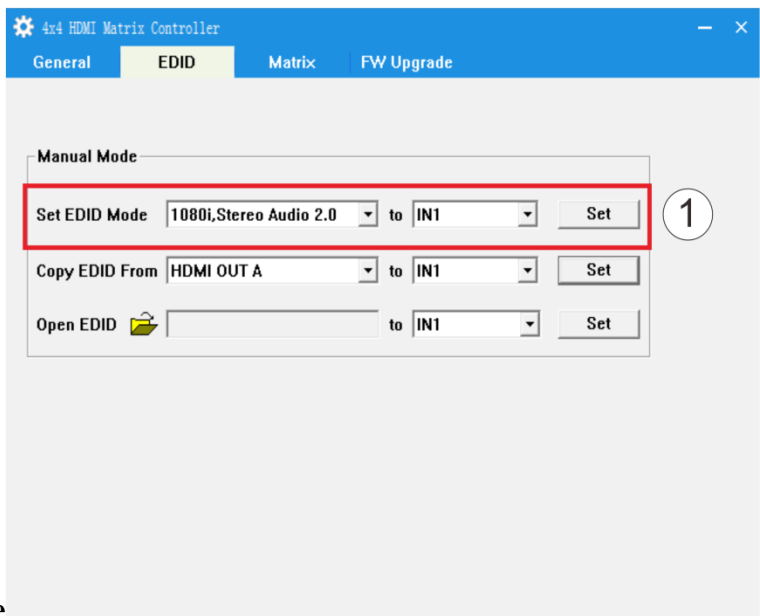 4x4 HDMI Matrix Controller
General EDID Matrix FW Upgrade
Manual Mode
Set EDID Mode 1080i,Stereo Audio 2.0 to IN1 Set 1
Copy EDID From HDMI OUT A to IN1 Set
Open EDID to IN1 Set
e